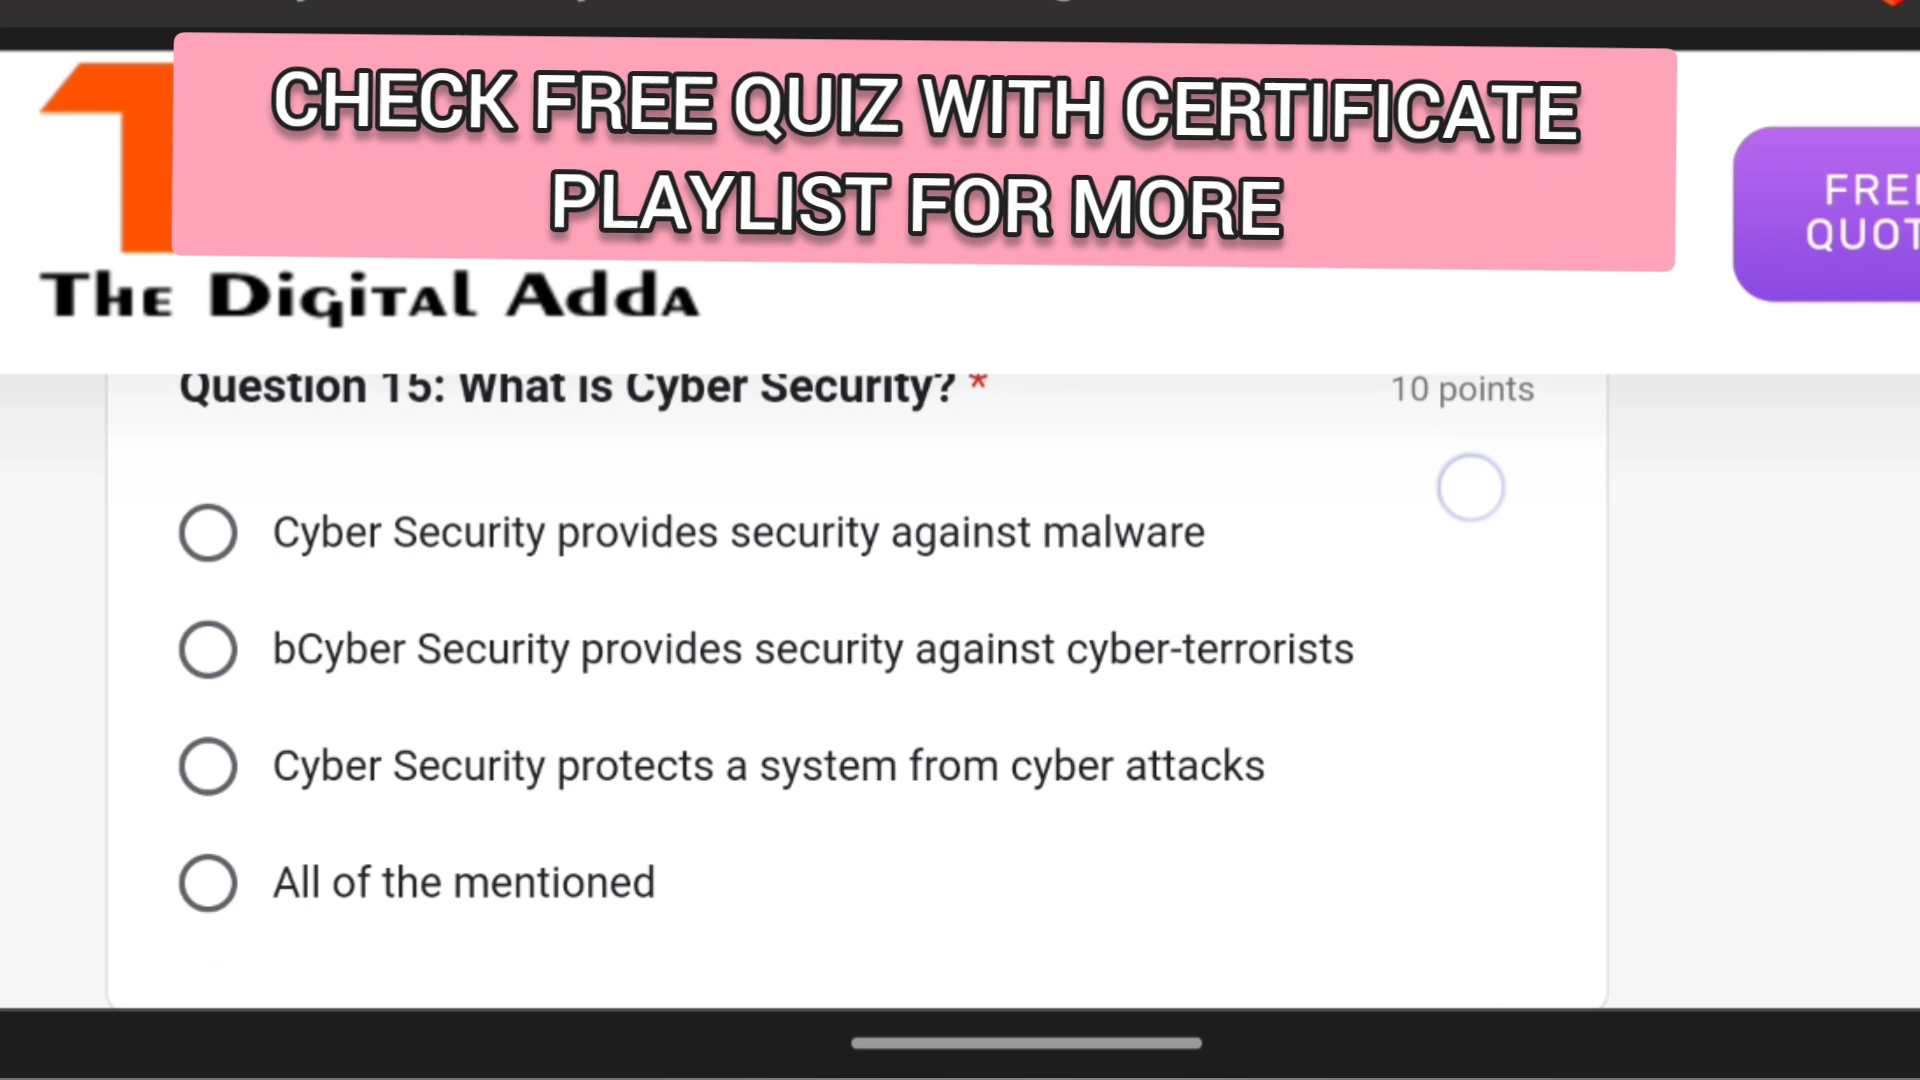 CHECK FREE QUIZ WITH CERTIFICATE
PLAYLIST FOR MORE
The Digital Adda
Question 15: What is Cyber Security? *
10 points
Cyber Security provides security against malware
bCyber Security provides security against cyber-terrorists
Cyber Security protects a system from cyber attacks
All of the mentioned